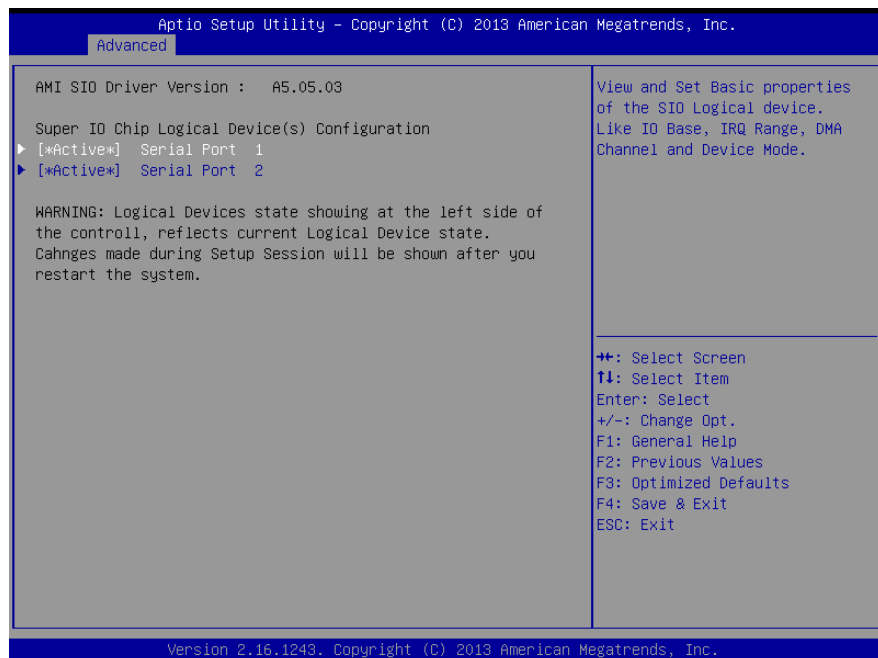 Aptio Setup Utility – Copyright (C) 2013 American Megatrends, Inc.
Advanced
AMI SIO Driver Version :   A5.05.03
Super IO Chip Logical Device(s) Configuration
▶ [*Active*]  Serial Port  1
▶ [*Active*]  Serial Port  2
WARNING: Logical Devices state showing at the left side of
the controll, reflects current Logical Device state.
Cahnges made during Setup Session will be shown after you
restart the system.
View and Set Basic properties
of the SIO Logical device.
Like IO Base, IRQ Range, DMA
Channel and Device Mode.
→←: Select Screen
↑↓: Select Item
Enter: Select
+/-: Change Opt.
F1: General Help
F2: Previous Values
F3: Optimized Defaults
F4: Save & Exit
ESC: Exit
Version 2.16.1243. Copyright (C) 2013 American Megatrends, Inc.